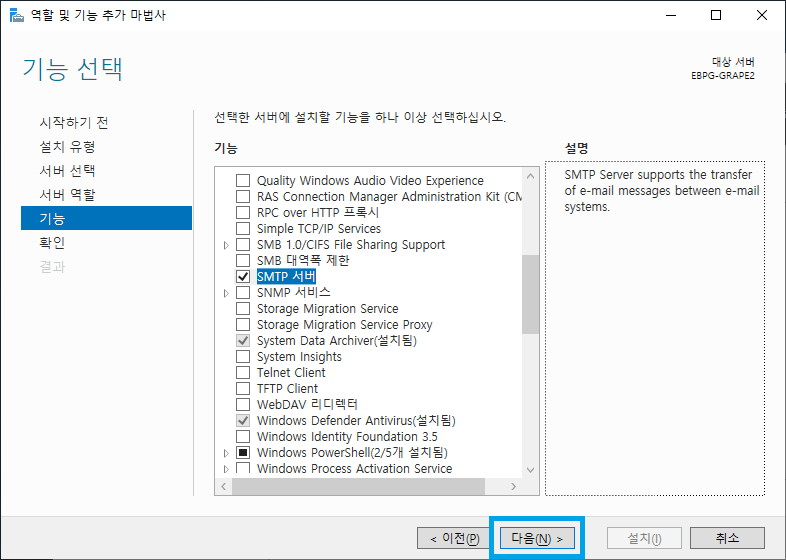 역할 및 기능 추가 마법사
기능 선택
대상 서버
EBPG-GRAPE2
시작하기 전
설치 유형
서버 선택
서버 역할
기능
확인
결과
선택한 서버에 설치할 기능을 하나 이상 선택하십시오.
기능
Quality Windows Audio Video Experience
RAS Connection Manager Administration Kit (CM
RPC over HTTP 프록시
Simple TCP/IP Services
SMB 1.0/CIFS File Sharing Support
SMB 대역폭 제한
SMTP 서버
SNMP 서비스
Storage Migration Service
Storage Migration Service Proxy
System Data Archiver(설치됨)
System Insights
Telnet Client
TFTP Client
WebDAV 리디렉터
Windows Defender Antivirus(설치됨)
Windows Identity Foundation 3.5
Windows PowerShell(2/5개 설치됨)
Windows Process Activation Service
설명
SMTP Server supports the transfer
of e-mail messages between e-mail
systems.
< 이전(P)
다음(N) >
설치(I)
취소